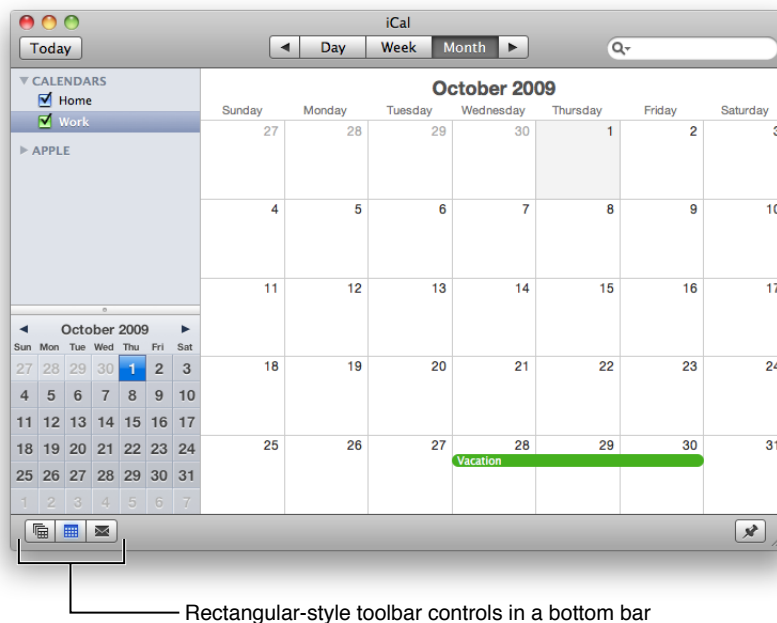 iCal
Today
Day Week Month
CALENDARS
Home
Work
APPLE
October 2009
Sunday Monday Tuesday Wednesday Thursday Friday Saturday
27 28 29 30 1 2 3
4 5 6 7 8 9 10
11 12 13 14 15 16 17
18 19 20 21 22 23 24
25 26 27 28 29 30 31
Vacation
October 2009
Sun Mon Tue Wed Thu Fri Sat
27 28 29 30 1 2 3
4 5 6 7 8 9 10
11 12 13 14 15 16 17
18 19 20 21 22 23 24
25 26 27 28 29 30 31
1 2 3 4 5 6 7
Rectangular-style toolbar controls in a bottom bar